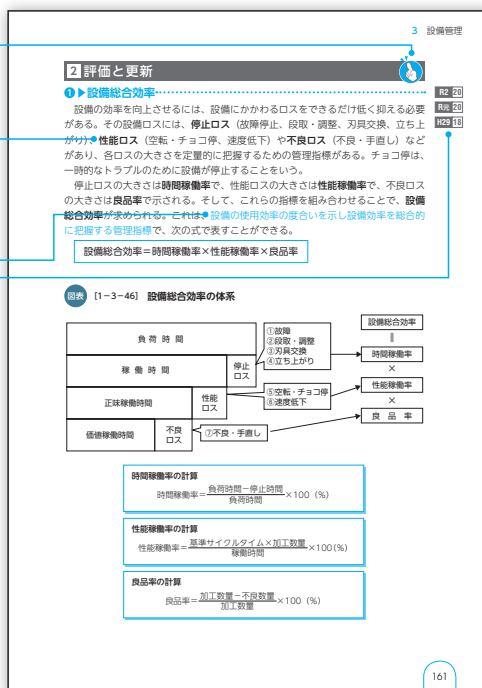 3 設備管理
2 評価と更新
❶▶設備総合効率
R2 20
R元 20
H29 18
設備の効率を向上させるには、設備にかかわるロスをできるだけ低く抑える必要
がある。その設備ロスには、停止ロス（故障停止、段取・調整、刃具交換、立ち上
がり）、性能ロス（空転・チョコ停、速度低下）や不良ロス（不良・手直し）など
があり、各ロスの大きさを定量的に把握するための管理指標がある。チョコ停は、
一時的なトラブルのために設備が停止することをいう。
停止ロスの大きさは時間稼働率で、性能ロスの大きさは性能稼働率で、不良ロス
の大きさは良品率で示される。そして、これらの指標を組み合わせることで、設備
総合効率が求められる。これは、設備の使用効率の度合いを示し設備効率を総合的
に把握する管理指標で、次の式で表すことができる。
設備総合効率＝時間稼働率×性能稼働率×良品率
図表 [1－3－46] 設備総合効率の体系
負荷時間
稼働時間
停止
ロス
正味稼働時間
性能
ロス
価値稼働時間
不良
ロス
①故障
②段取・調整
③刃具交換
④立ち上がり
⑤空転・チョコ停
⑥速度低下
⑦不良・手直し
設備総合効率
‖
時間稼働率
×
性能稼働率
×
良品率
時間稼働率の計算
時間稼働率＝負荷時間－停止時間/負荷時間×100（%）
性能稼働率の計算
性能稼働率＝基準サイクルタイム×加工数量/稼働時間×100（%）
良品率の計算
良品率＝加工数量－不良数量/加工数量×100（%）
161